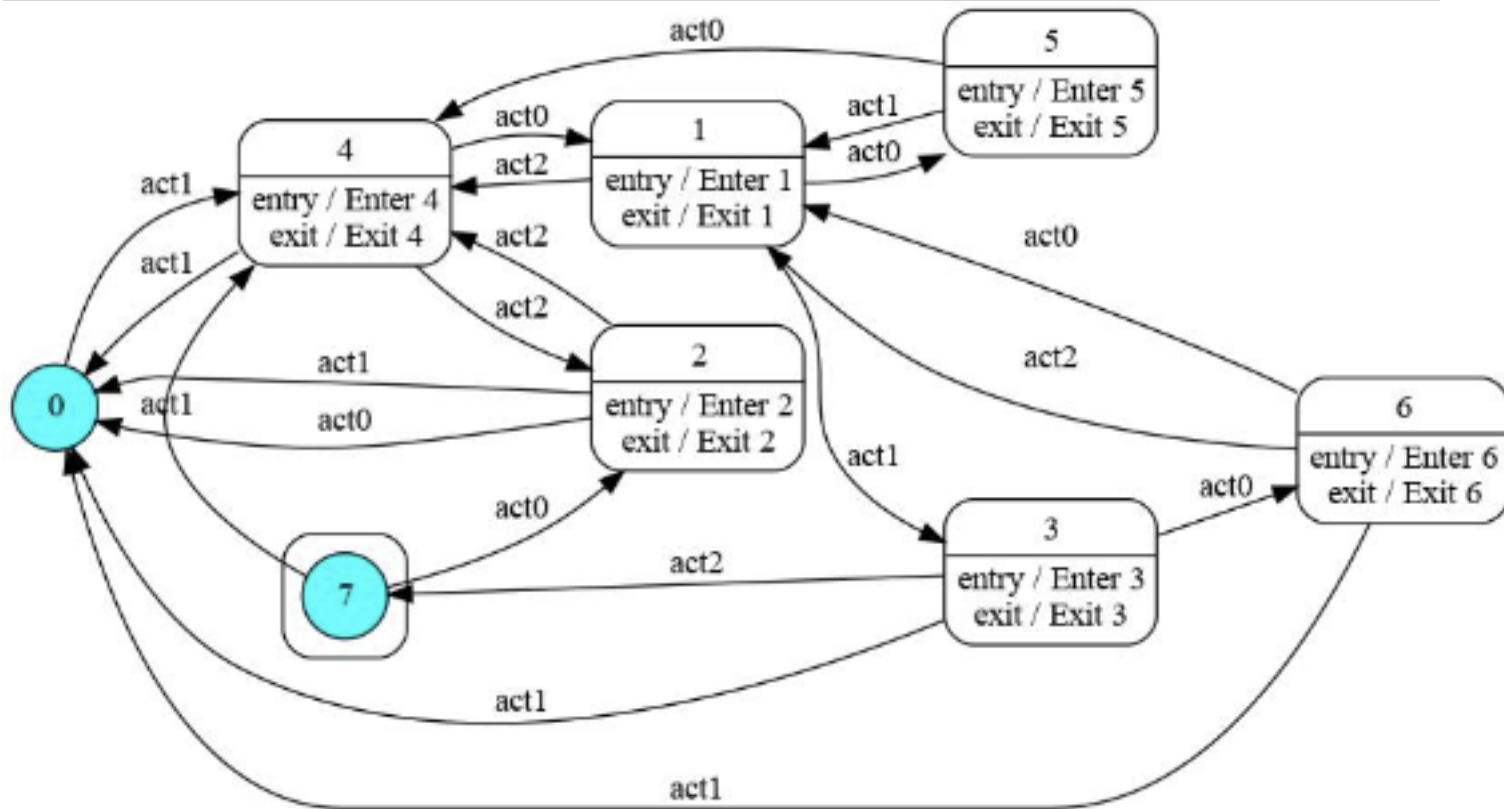 act0
5
entry / Enter 5
exit / Exit 5
act1
act0
act0
1
entry / Enter 1
exit / Exit 1
act2
4
entry / Enter 4
exit / Exit 4
act1
act1
act2
act2
act0
act2
2
entry / Enter 2
exit / Exit 2
act1
act0
0
act1
6
entry / Enter 6
exit / Exit 6
act1
act0
act0
3
entry / Enter 3
exit / Exit 3
act2
7
act1
act1